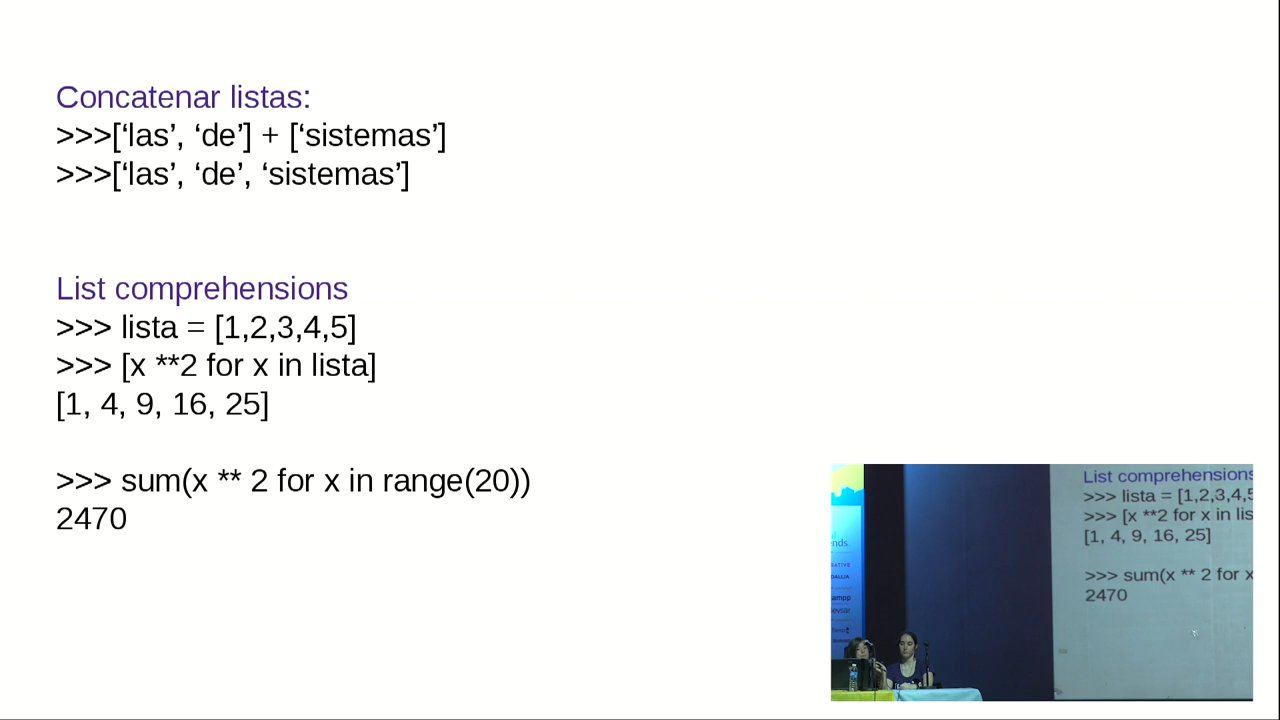 Concatenar listas:
>>>[‘las’, ‘de’] + [‘sistemas’]
>>>[‘las’, ‘de’, ‘sistemas’]
List comprehensions
>>> lista = [1,2,3,4,5]
>>> [x **2 for x in lista]
[1, 4, 9, 16, 25]
>>> sum(x ** 2 for x in range(20))
2470
List comprehensions
>>> lista = [1,2,3,4,5
>>> [x **2 for x in lis
[1, 4, 9, 16, 25]
>>> sum(x ** 2 for x
2470